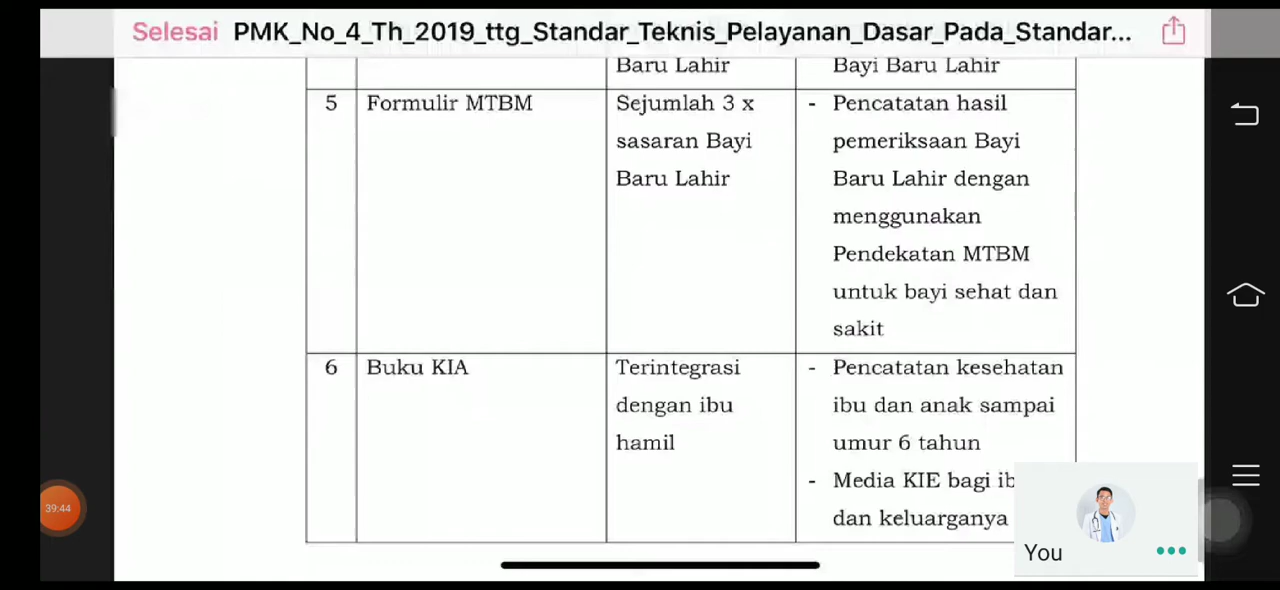 Selesai PMK_No_4_Th_2019_ttg_Standar_Teknis_Pelayanan_Dasar_Pada_Standar...
Baru Lahir
Bayi Baru Lahir
5 Formulir MTBM
Sejumlah 3 x
sasaran Bayi
Baru Lahir
- Pencatatan hasil
pemeriksaan Bayi
Baru Lahir dengan
menggunakan
Pendekatan MTBM
untuk bayi sehat dan
sakit
6 Buku KIA
Terintegrasi
dengan ibu
hamil
- Pencatatan kesehatan
ibu dan anak sampai
umur 6 tahun
- Media KIE bagi
dan keluarganya
39:44
You